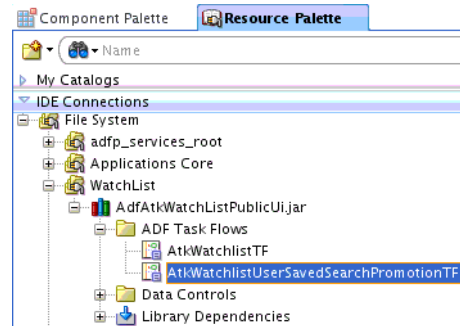 Component Palette Resource Palette
Name
My Catalogs
IDE Connections
File System
adfp_services_root
Applications Core
WatchList
AdfAtkWatchListPublicUi.jar
ADF Task Flows
AtkWatchlistTF
AtkWatchlistUserSavedSearchPromotionTF
Data Controls
Library Dependencies